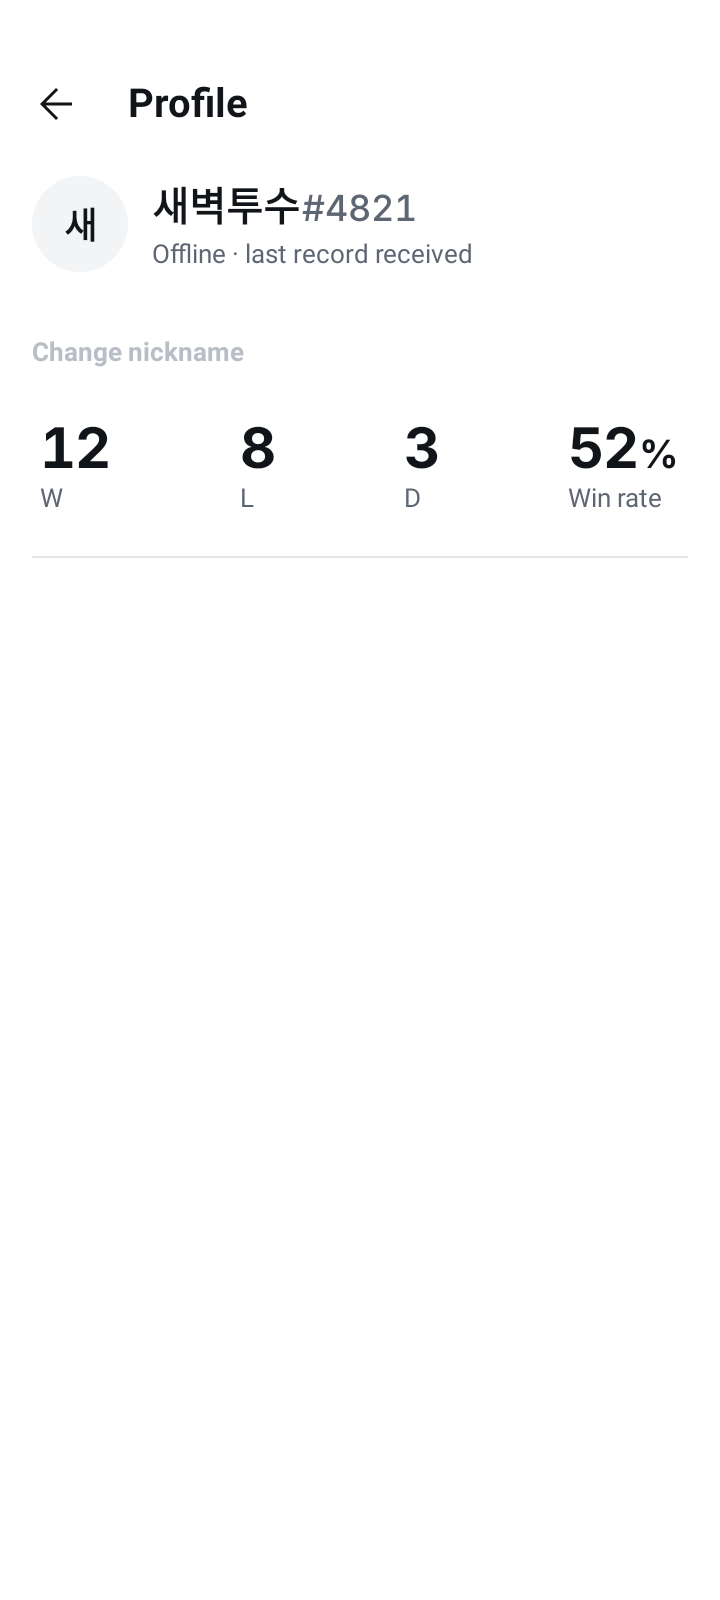 Profile
새
새벽투수#4821
Offline · last record received
Change nickname
12 8 3 52%
W L D Win rate